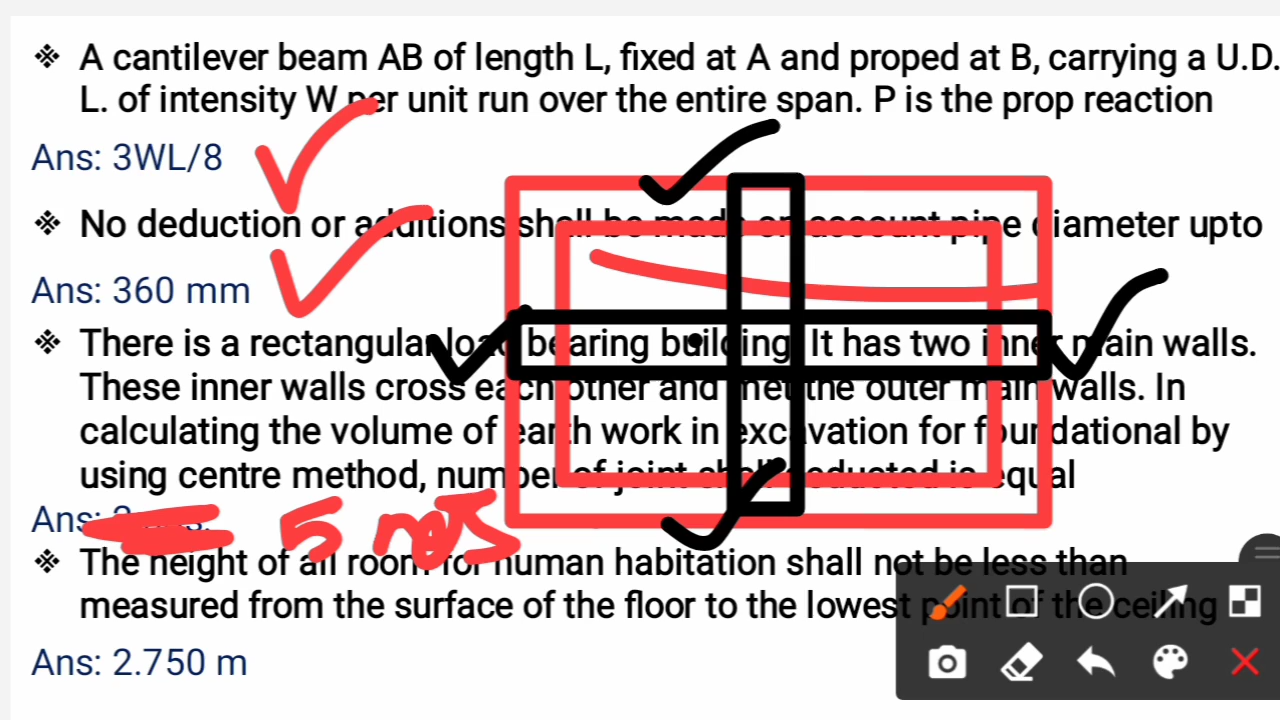 ❖ A cantilever beam AB of length L, fixed at A and proped at B, carrying a U.D.
L. of intensity W per unit run over the entire span. P is the prop reaction
Ans: 3WL/8
❖ No deduction or additions shall be made on account pipe diameter upto
Ans: 360 mm
❖ There is a rectangular load bearing building. It has two inner main walls.
These inner walls cross each other and met the outer main walls. In
calculating the volume of earth work in excavation for foundational by
using centre method, number of joint shall deducted is equal
Ans: 5 nos
❖ The height of all room for human habitation shall not be less than
measured from the surface of the floor to the lowest point of the ceiling
Ans: 2.750 m